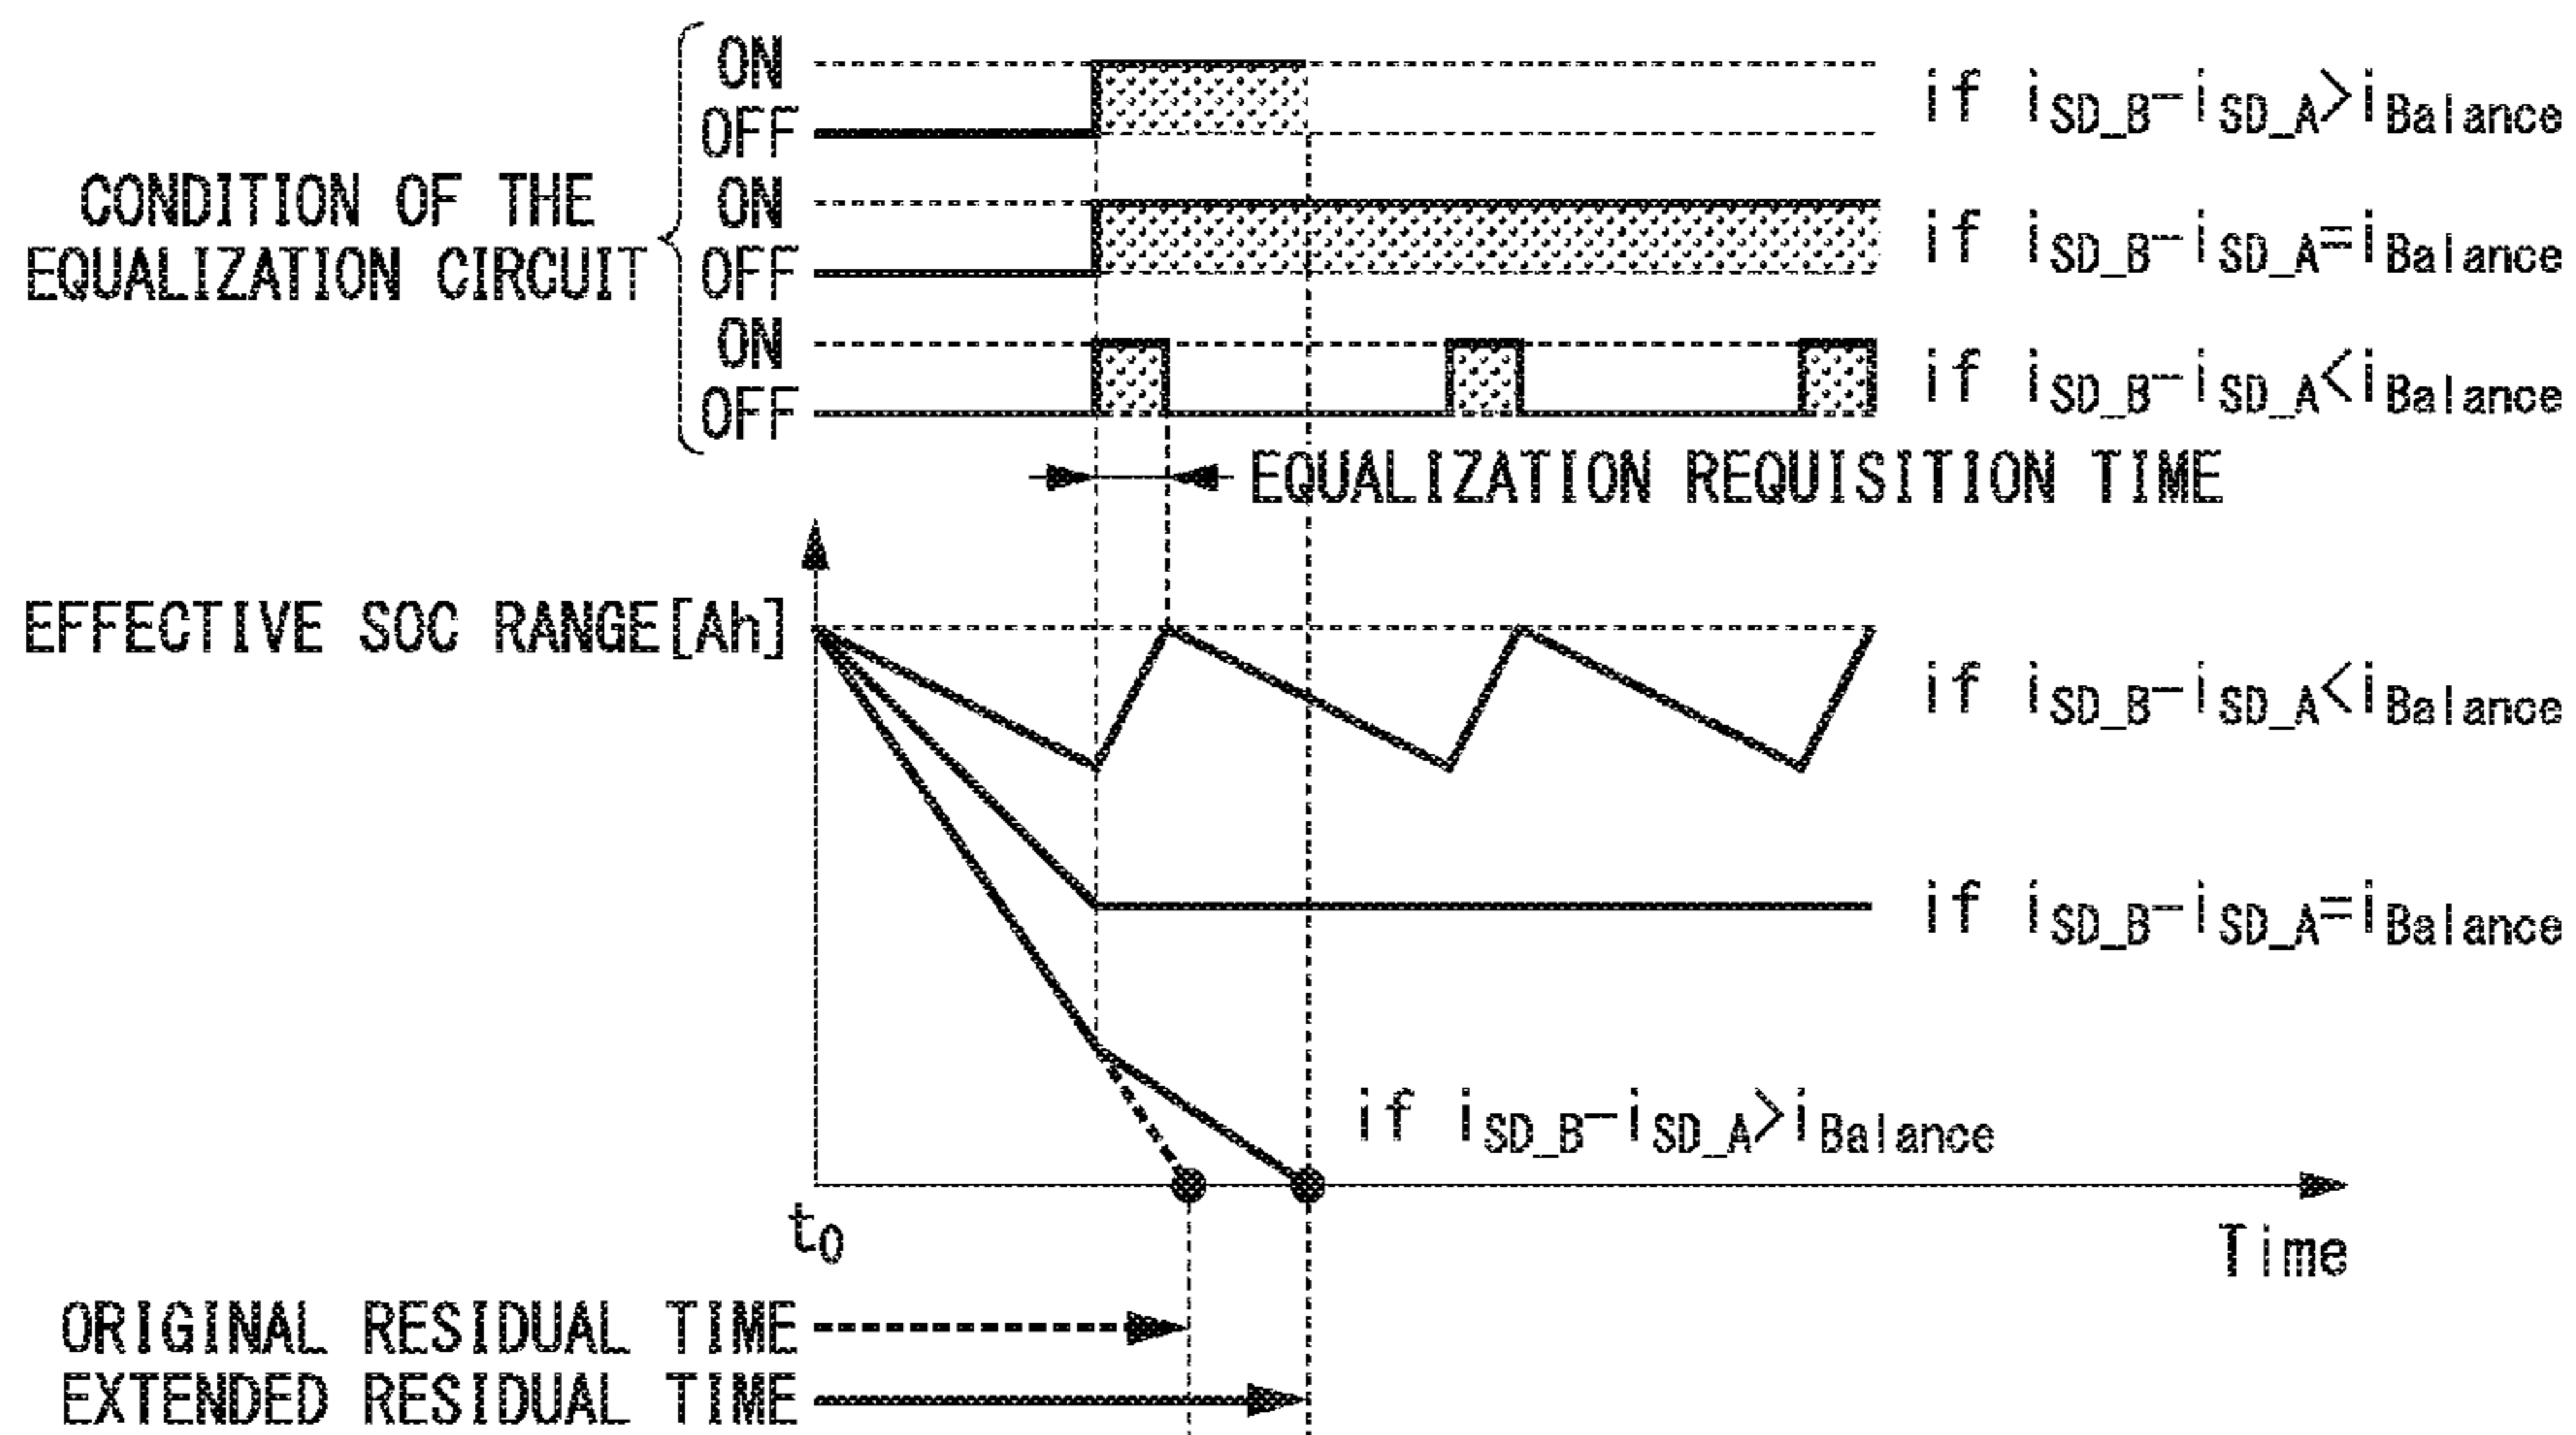 ON
if iSD_B-iSD_A>iBalance
OFF
CONDITION OF THE
EQUALIZATION CIRCUIT
ON
if iSD_B-iSD_A=iBalance
OFF
ON
if iSD_B-iSD_A<iBalance
OFF
EQUALIZATION REQUISITION TIME
EFFECTIVE SOC RANGE[Ah]
if iSD_B-iSD_A<iBalance
if iSD_B-iSD_A=iBalance
if iSD_B-iSD_A>iBalance
t0
Time
ORIGINAL RESIDUAL TIME
EXTENDED RESIDUAL TIME